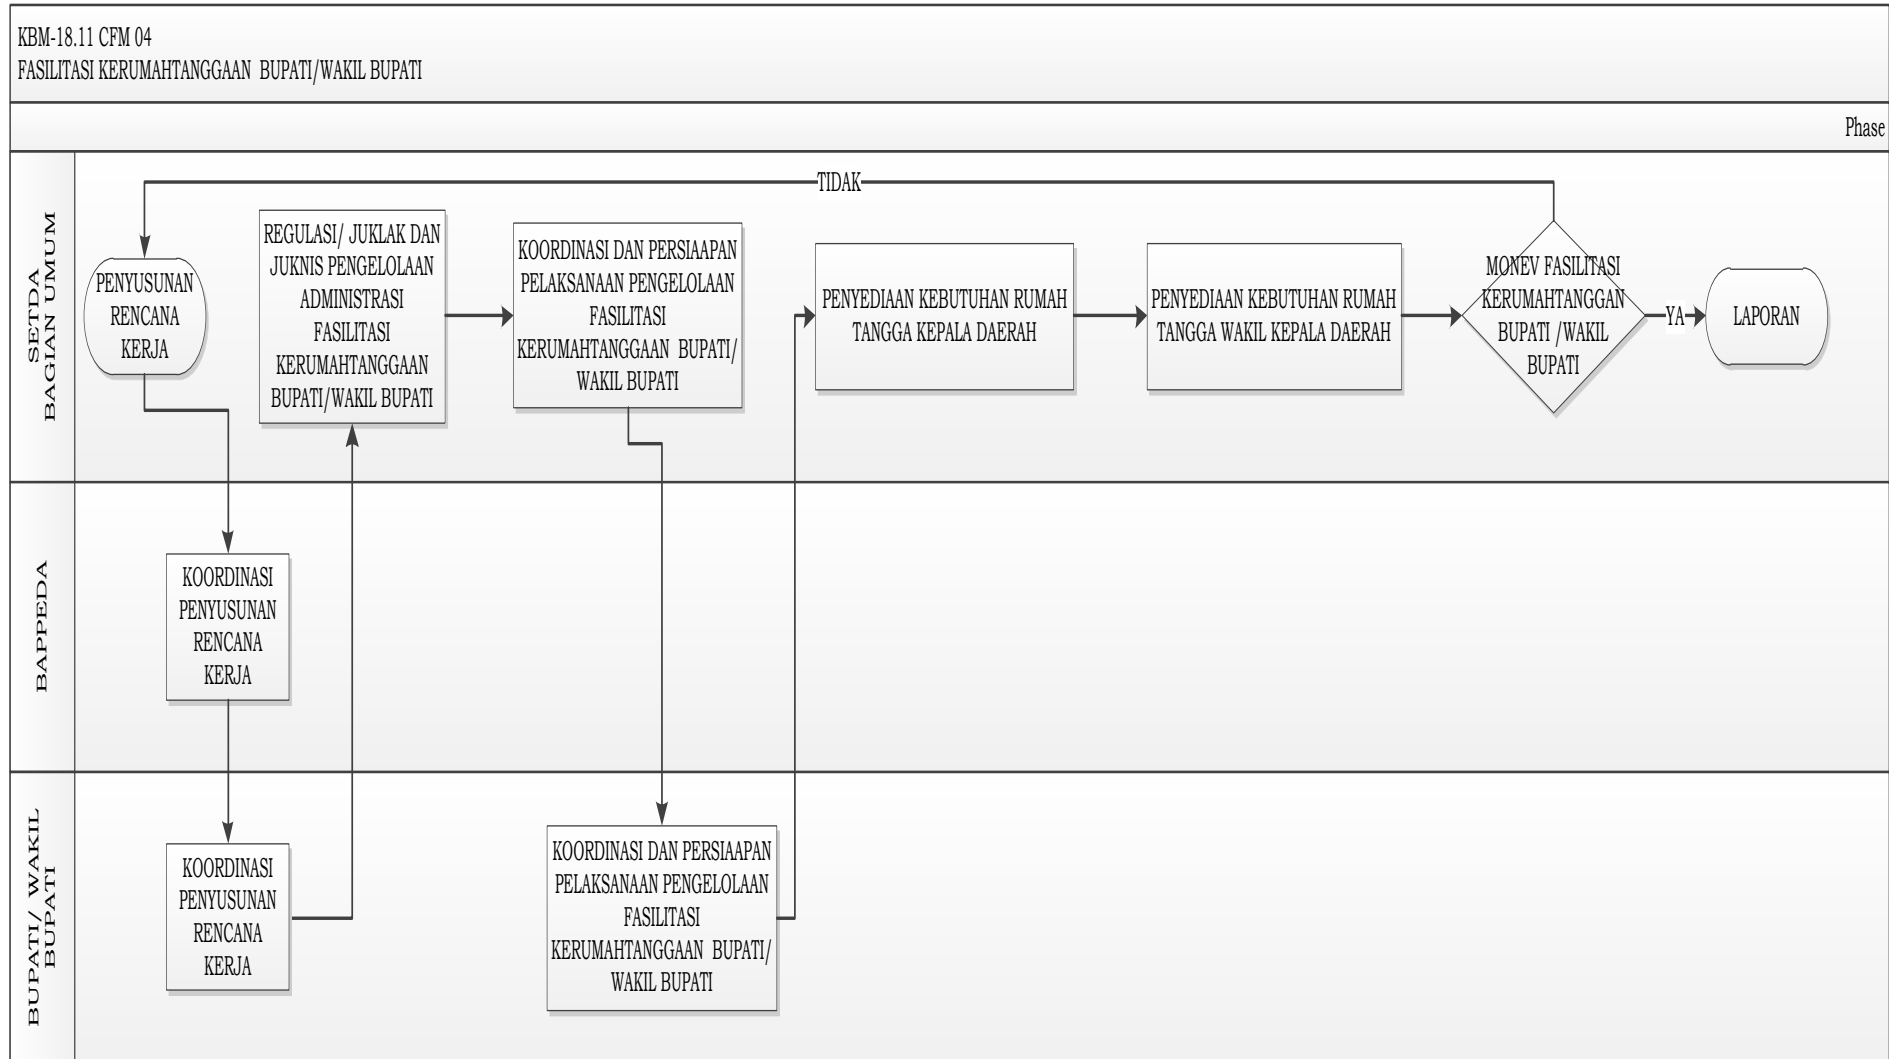 KBM-18.11 CFM 04
FASILITASI KERUMAHTANGGAAN BUPATI/WAKIL BUPATI
Phase
SETDA
BAGIAN UMUM
TIDAK
PENYUSUNAN
RENCANA
KERJA
REGULASI/ JUKLAK DAN
JUKNIS PENGELOLAAN
ADMINISTRASI
FASILITASI
KERUMAHTANGGAAN
BUPATI/WAKIL BUPATI
KOORDINASI DAN PERSIAAPAN
PELAKSANAAN PENGELOLAAN
FASILITASI
KERUMAHTANGGAAN BUPATI/
WAKIL BUPATI
PENYEDIAAN KEBUTUHAN RUMAH
TANGGA KEPALA DAERAH
PENYEDIAAN KEBUTUHAN RUMAH
TANGGA WAKIL KEPALA DAERAH
MONEV FASILITASI
KERUMAHTANGGAN
BUPATI /WAKIL
BUPATI
YA
LAPORAN
BAPPEDA
KOORDINASI
PENYUSUNAN
RENCANA
KERJA
BUPATI/ WAKIL
BUPATI
KOORDINASI
PENYUSUNAN
RENCANA
KERJA
KOORDINASI DAN PERSIAAPAN
PELAKSANAAN PENGELOLAAN
FASILITASI
KERUMAHTANGGAAN BUPATI/
WAKIL BUPATI